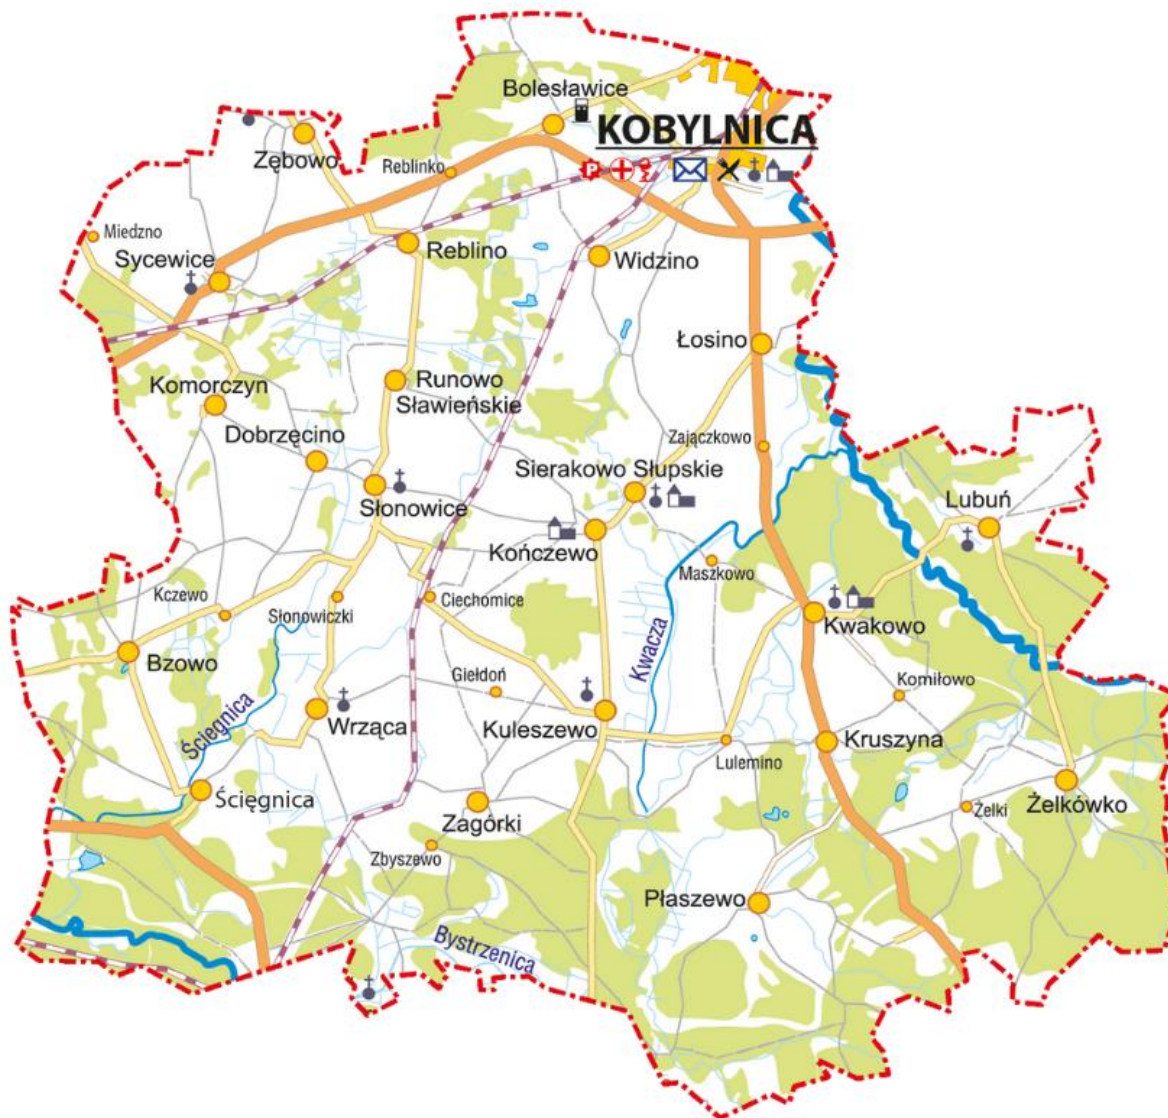 Bolesławice
KOBYLNICA
P
Zębowo
Reblinko
Miedzno
Sycewice
Reblino
Widzino
Łosino
Komorczyn
Runowo
Sławieńskie
Dobrzęcino
Zajączkowo
Sierakowo Słupskie
Słonowice
Lubuń
Kończewo
Maszkowo
Kczewo
Słonowiczki
Ciechomice
Kwakowo
Bzowo
Kwacza
Giełdoń
Komiłowo
Ścięgnica
Wrząca
Kuleszewo
Kruszyna
Lulemino
Ścięgnica
Zagórki
Żelki
Żelkówko
Zbyszewo
Płaszewo
Bystrzenica